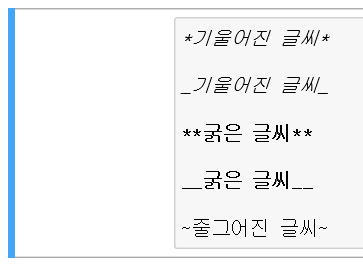 *기울어진 글씨*
_기울어진 글씨_
**굵은 글씨**
__굵은 글씨__
~줄그어진 글씨~